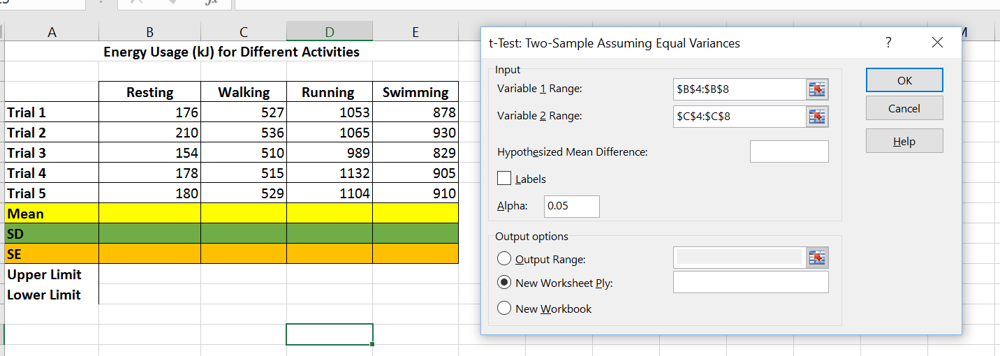 fx
A B C D E M
Energy Usage (kJ) for Different Activities
Resting Walking Running Swimming
Trial 1 176 527 1053 878
Trial 2 210 536 1065 930
Trial 3 154 510 989 829
Trial 4 178 515 1132 905
Trial 5 180 529 1104 910
Mean
SD
SE
Upper Limit
Lower Limit
t-Test: Two-Sample Assuming Equal Variances ?
Input
Variable 1 Range: $B$4:$B$8
Variable 2 Range: $C$4:$C$8
Hypothesized Mean Difference:
Labels
Alpha: 0.05
Output options
Output Range:
New Worksheet Ply:
New Workbook
OK
Cancel
Help